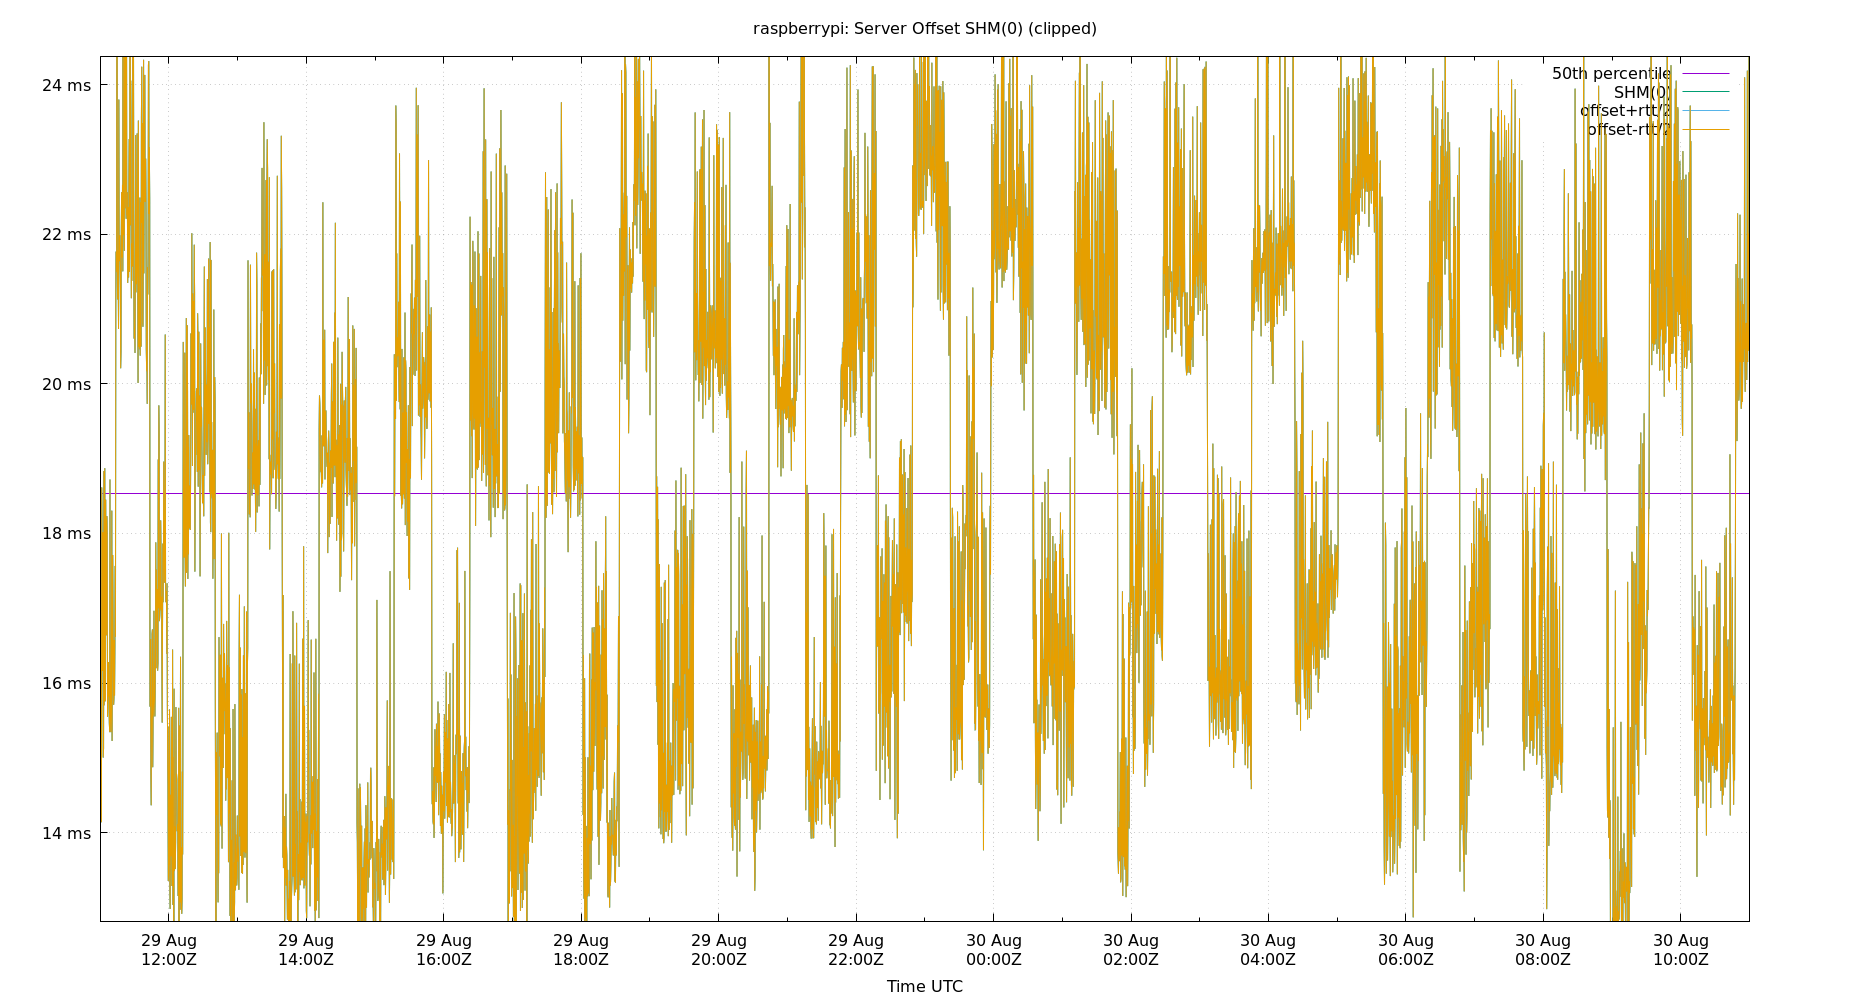 raspberrypi: Server Offset SHM(0) (clipped)
50th percentile
SHM(0)
offset+rtt/2
offset-rtt/2
24 ms
22 ms
20 ms
18 ms
16 ms
14 ms
29 Aug 29 Aug 29 Aug 29 Aug 29 Aug 29 Aug 30 Aug 30 Aug 30 Aug 30 Aug 30 Aug 30 Aug
12:00Z 14:00Z 16:00Z 18:00Z 20:00Z 22:00Z 00:00Z 02:00Z 04:00Z 06:00Z 08:00Z 10:00Z
Time UTC